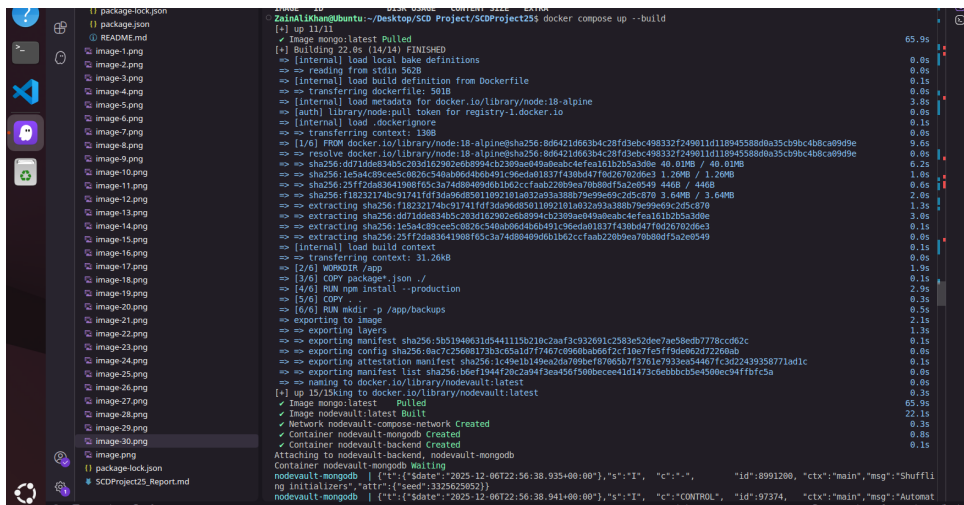 package-lock.json
package.json
README.md
image-1.png
image-2.png
image-3.png
image-4.png
image-5.png
image-6.png
image-7.png
image-8.png
image-9.png
image-10.png
image-11.png
image-12.png
image-13.png
image-14.png
image-15.png
image-16.png
image-17.png
image-18.png
image-19.png
image-20.png
image-21.png
image-22.png
image-23.png
image-24.png
image-25.png
image-26.png
image-27.png
image-28.png
image-29.png
image-30.png
image.png
package-lock.json
SCDProject25_Report.md
IMAGE ID DISK USAGE CONTENT SIZE EXTRA
ZainAliKhan@Ubuntu:~/Desktop/SCD Project/SCDProject25$ docker compose up --build
[+] up 11/11
✔ Image mongo:latest Pulled 65.9s
[+] Building 22.0s (14/14) FINISHED
=> [internal] load local bake definitions 0.0s
=> => reading from stdin 562B 0.0s
=> [internal] load build definition from Dockerfile 0.1s
=> => transferring dockerfile: 501B 0.0s
=> [internal] load metadata for docker.io/library/node:18-alpine 3.8s
=> [auth] library/node:pull token for registry-1.docker.io 0.0s
=> [internal] load .dockerignore 0.1s
=> => transferring context: 130B 0.0s
=> [1/6] FROM docker.io/library/node:18-alpine@sha256:8d6421d663b4c28fd3ebc498332f249011d118945588d0a35cb9bc4b8ca09d9e 9.6s
=> => resolve docker.io/library/node:18-alpine@sha256:8d6421d663b4c28fd3ebc498332f249011d118945588d0a35cb9bc4b8ca09d9e 0.0s
=> => sha256:dd71dde834b5c203d162902e6b8994cb2309ae049a0eabc4efea161b2b5a3d0e 40.01MB / 40.01MB 6.2s
=> => sha256:1e5a4c89cee5c0826c540ab06d4b6b491c96eda01837f430bd47f0d26702d6e3 1.26MB / 1.26MB 1.0s
=> => sha256:25ff2da83641908f65c3a74d80409d6b1b62ccfaab220b9ea70b80df5a2e0549 446B / 446B 0.6s
=> => sha256:f18232174bc91741fdf3da96d85011092101a032a93a388b79e99e69c2d5c870 3.64MB / 3.64MB 2.0s
=> => extracting sha256:f18232174bc91741fdf3da96d85011092101a032a93a388b79e99e69c2d5c870 1.3s
=> => extracting sha256:dd71dde834b5c203d162902e6b8994cb2309ae049a0eabc4efea161b2b5a3d0e 3.0s
=> => extracting sha256:1e5a4c89cee5c0826c540ab06d4b6b491c96eda01837f430bd47f0d26702d6e3 0.1s
=> => extracting sha256:25ff2da83641908f65c3a74d80409d6b1b62ccfaab220b9ea70b80df5a2e0549 0.0s
=> [internal] load build context 0.1s
=> => transferring context: 31.26kB 0.0s
=> [2/6] WORKDIR /app 1.9s
=> [3/6] COPY package*.json ./ 0.1s
=> [4/6] RUN npm install --production 2.9s
=> [5/6] COPY . . 0.3s
=> [6/6] RUN mkdir -p /app/backups 0.5s
=> exporting to image 2.1s
=> => exporting layers 1.3s
=> => exporting manifest sha256:5b51940631d5441115b210c2aaf3c932691c2583e52dee7ae58edb7778ccd62c 0.1s
=> => exporting config sha256:0ac7c25608173b3c65a1d7f7467c0960bab66f2cf10e7fe5ff9de062d72260ab 0.0s
=> => exporting attestation manifest sha256:1c49e1b149ea2da709bef87065b7f3761e7933ea54467fc3d22439358771ad1c 0.1s
=> => exporting manifest list sha256:b6ef1944f20c2a94f3ea456f500becee41d1473c6ebbbcb5e4500ec94ffbfc5a 0.0s
=> => naming to docker.io/library/nodevault:latest 0.0s
[+] up 15/15king to docker.io/library/nodevault:latest 0.3s
✔ Image mongo:latest Pulled 65.9s
✔ Image nodevault:latest Built 22.1s
✔ Network nodevault-compose-network Created 0.3s
✔ Container nodevault-mongodb Created 0.8s
✔ Container nodevault-backend Created 0.1s
Attaching to nodevault-backend, nodevault-mongodb
Container nodevault-mongodb Waiting
nodevault-mongodb | {"t":{"$date":"2025-12-06T22:56:38.935+00:00"},"s":"I", "c":"-", "id":8991200, "ctx":"main","msg":"Shuffli
ng initializers","attr":{"seed":3325625052}}
nodevault-mongodb | {"t":{"$date":"2025-12-06T22:56:38.941+00:00"},"s":"I", "c":"CONTROL", "id":97374, "ctx":"main","msg":"Automat